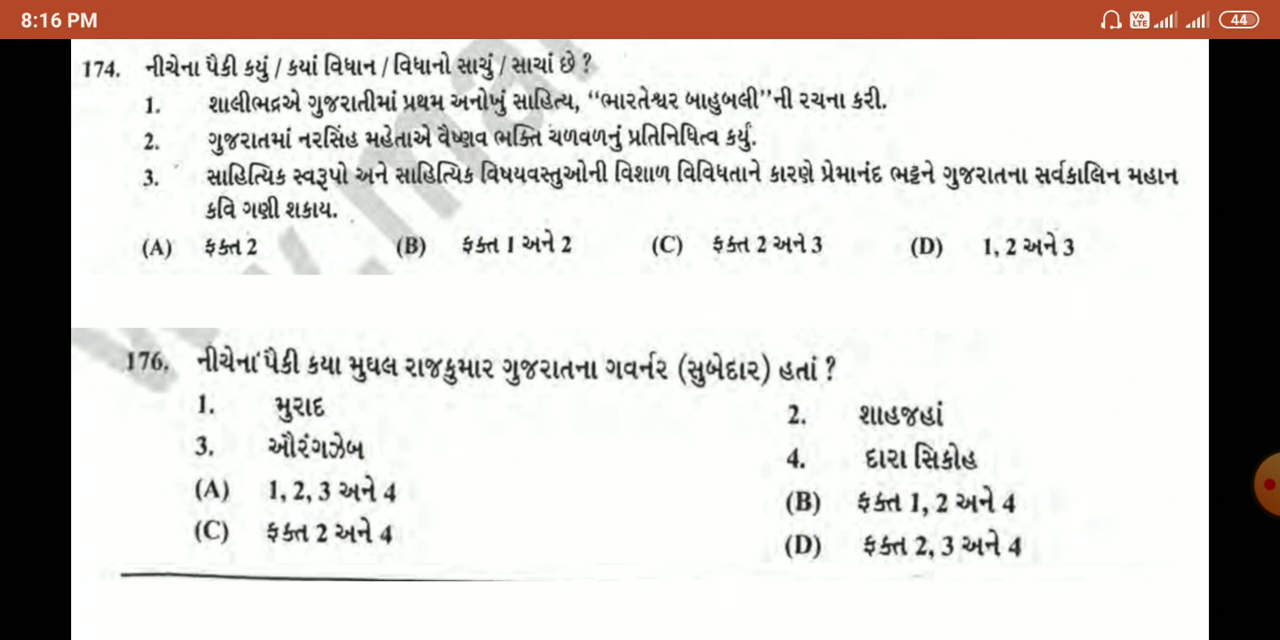 8:16 PM Vo LTE 44
174. નીચેના પૈકી કયું / કયાં વિધાન / વિધાનો સાચું / સાચાં છે ?
1. શાલીભદ્રએ ગુજરાતીમાં પ્રથમ અનોખું સાહિત્ય, “ભારતેશ્વર બાહુબલી”ની રચના કરી.
2. ગુજરાતમાં નરસિંહ મહેતાએ વૈષ્ણવ ભક્તિ ચળવળનું પ્રતિનિધિત્વ કર્યું.
3. સાહિત્યિક સ્વરૂપો અને સાહિત્યિક વિષયવસ્તુઓની વિશાળ વિવિધતાને કારણે પ્રેમાનંદ ભટ્ટને ગુજરાતના સર્વકાલિન મહાન
કવિ ગણી શકાય.
(A) ફક્ત 2 (B) ફક્ત 1 અને 2 (C) ફક્ત 2 અને 3 (D) 1, 2 અને 3
176. નીચેના પૈકી કયા મુઘલ રાજકુમાર ગુજરાતના ગવર્નર (સુબેદાર) હતાં ?
1. મુરાદ 2. શાહજહાં
3. ઔરંગઝેબ 4. દારા સિકોહ
(A) 1, 2, 3 અને 4 (B) ફક્ત 1, 2 અને 4
(C) ફક્ત 2 અને 4 (D) ફક્ત 2, 3 અને 4